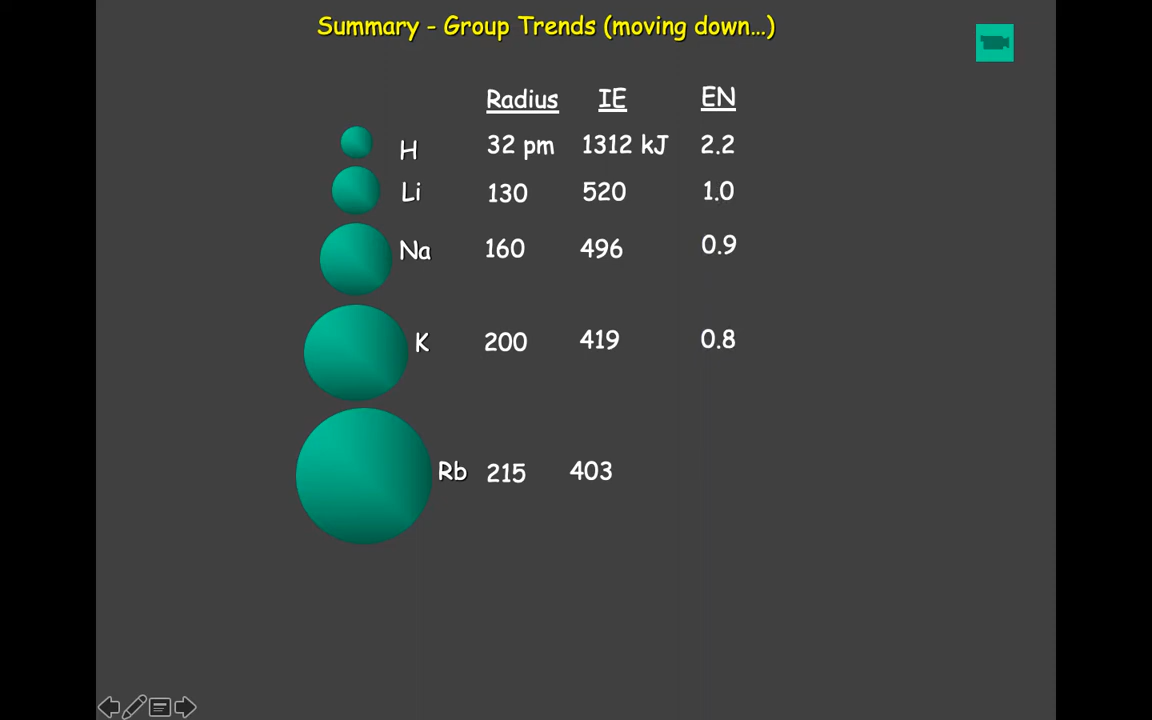 Summary - Group Trends (moving down...)
Radius IE EN
H 32 pm 1312 kJ 2.2
Li 130 520 1.0
Na 160 496 0.9
K 200 419 0.8
Rb 215 403